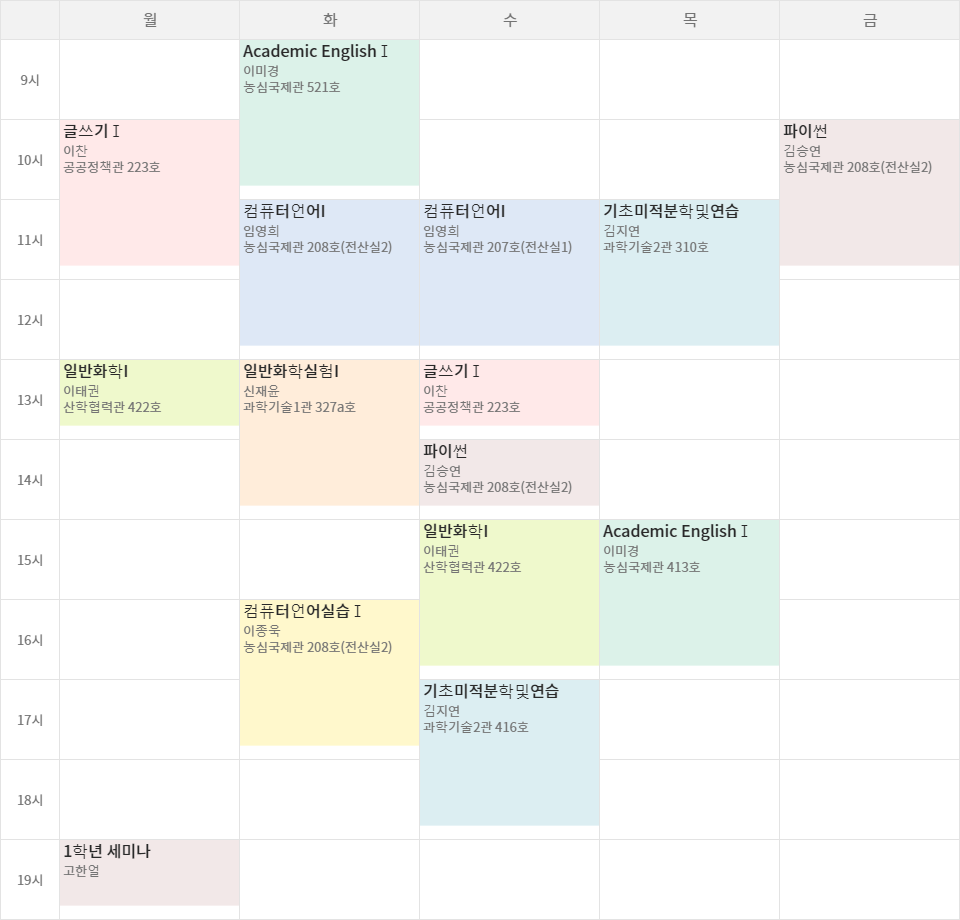 월 화 수 목 금
9시
Academic English Ⅰ
이미경
농심국제관 521호
10시
글쓰기 Ⅰ
이찬
공공정책관 223호
파이썬
김승연
농심국제관 208호(전산실2)
11시
컴퓨터언어I
임영희
농심국제관 208호(전산실2)
컴퓨터언어I
임영희
농심국제관 207호(전산실1)
기초미적분학및연습
김지연
과학기술2관 310호
12시
13시
일반화학I
이태권
산학협력관 422호
일반화학실험I
신재윤
과학기술1관 327a호
글쓰기 Ⅰ
이찬
공공정책관 223호
14시
파이썬
김승연
농심국제관 208호(전산실2)
15시
일반화학I
이태권
산학협력관 422호
Academic English Ⅰ
이미경
농심국제관 413호
16시
컴퓨터언어실습 Ⅰ
이종욱
농심국제관 208호(전산실2)
17시
기초미적분학및연습
김지연
과학기술2관 416호
18시
19시
1학년 세미나
고한얼